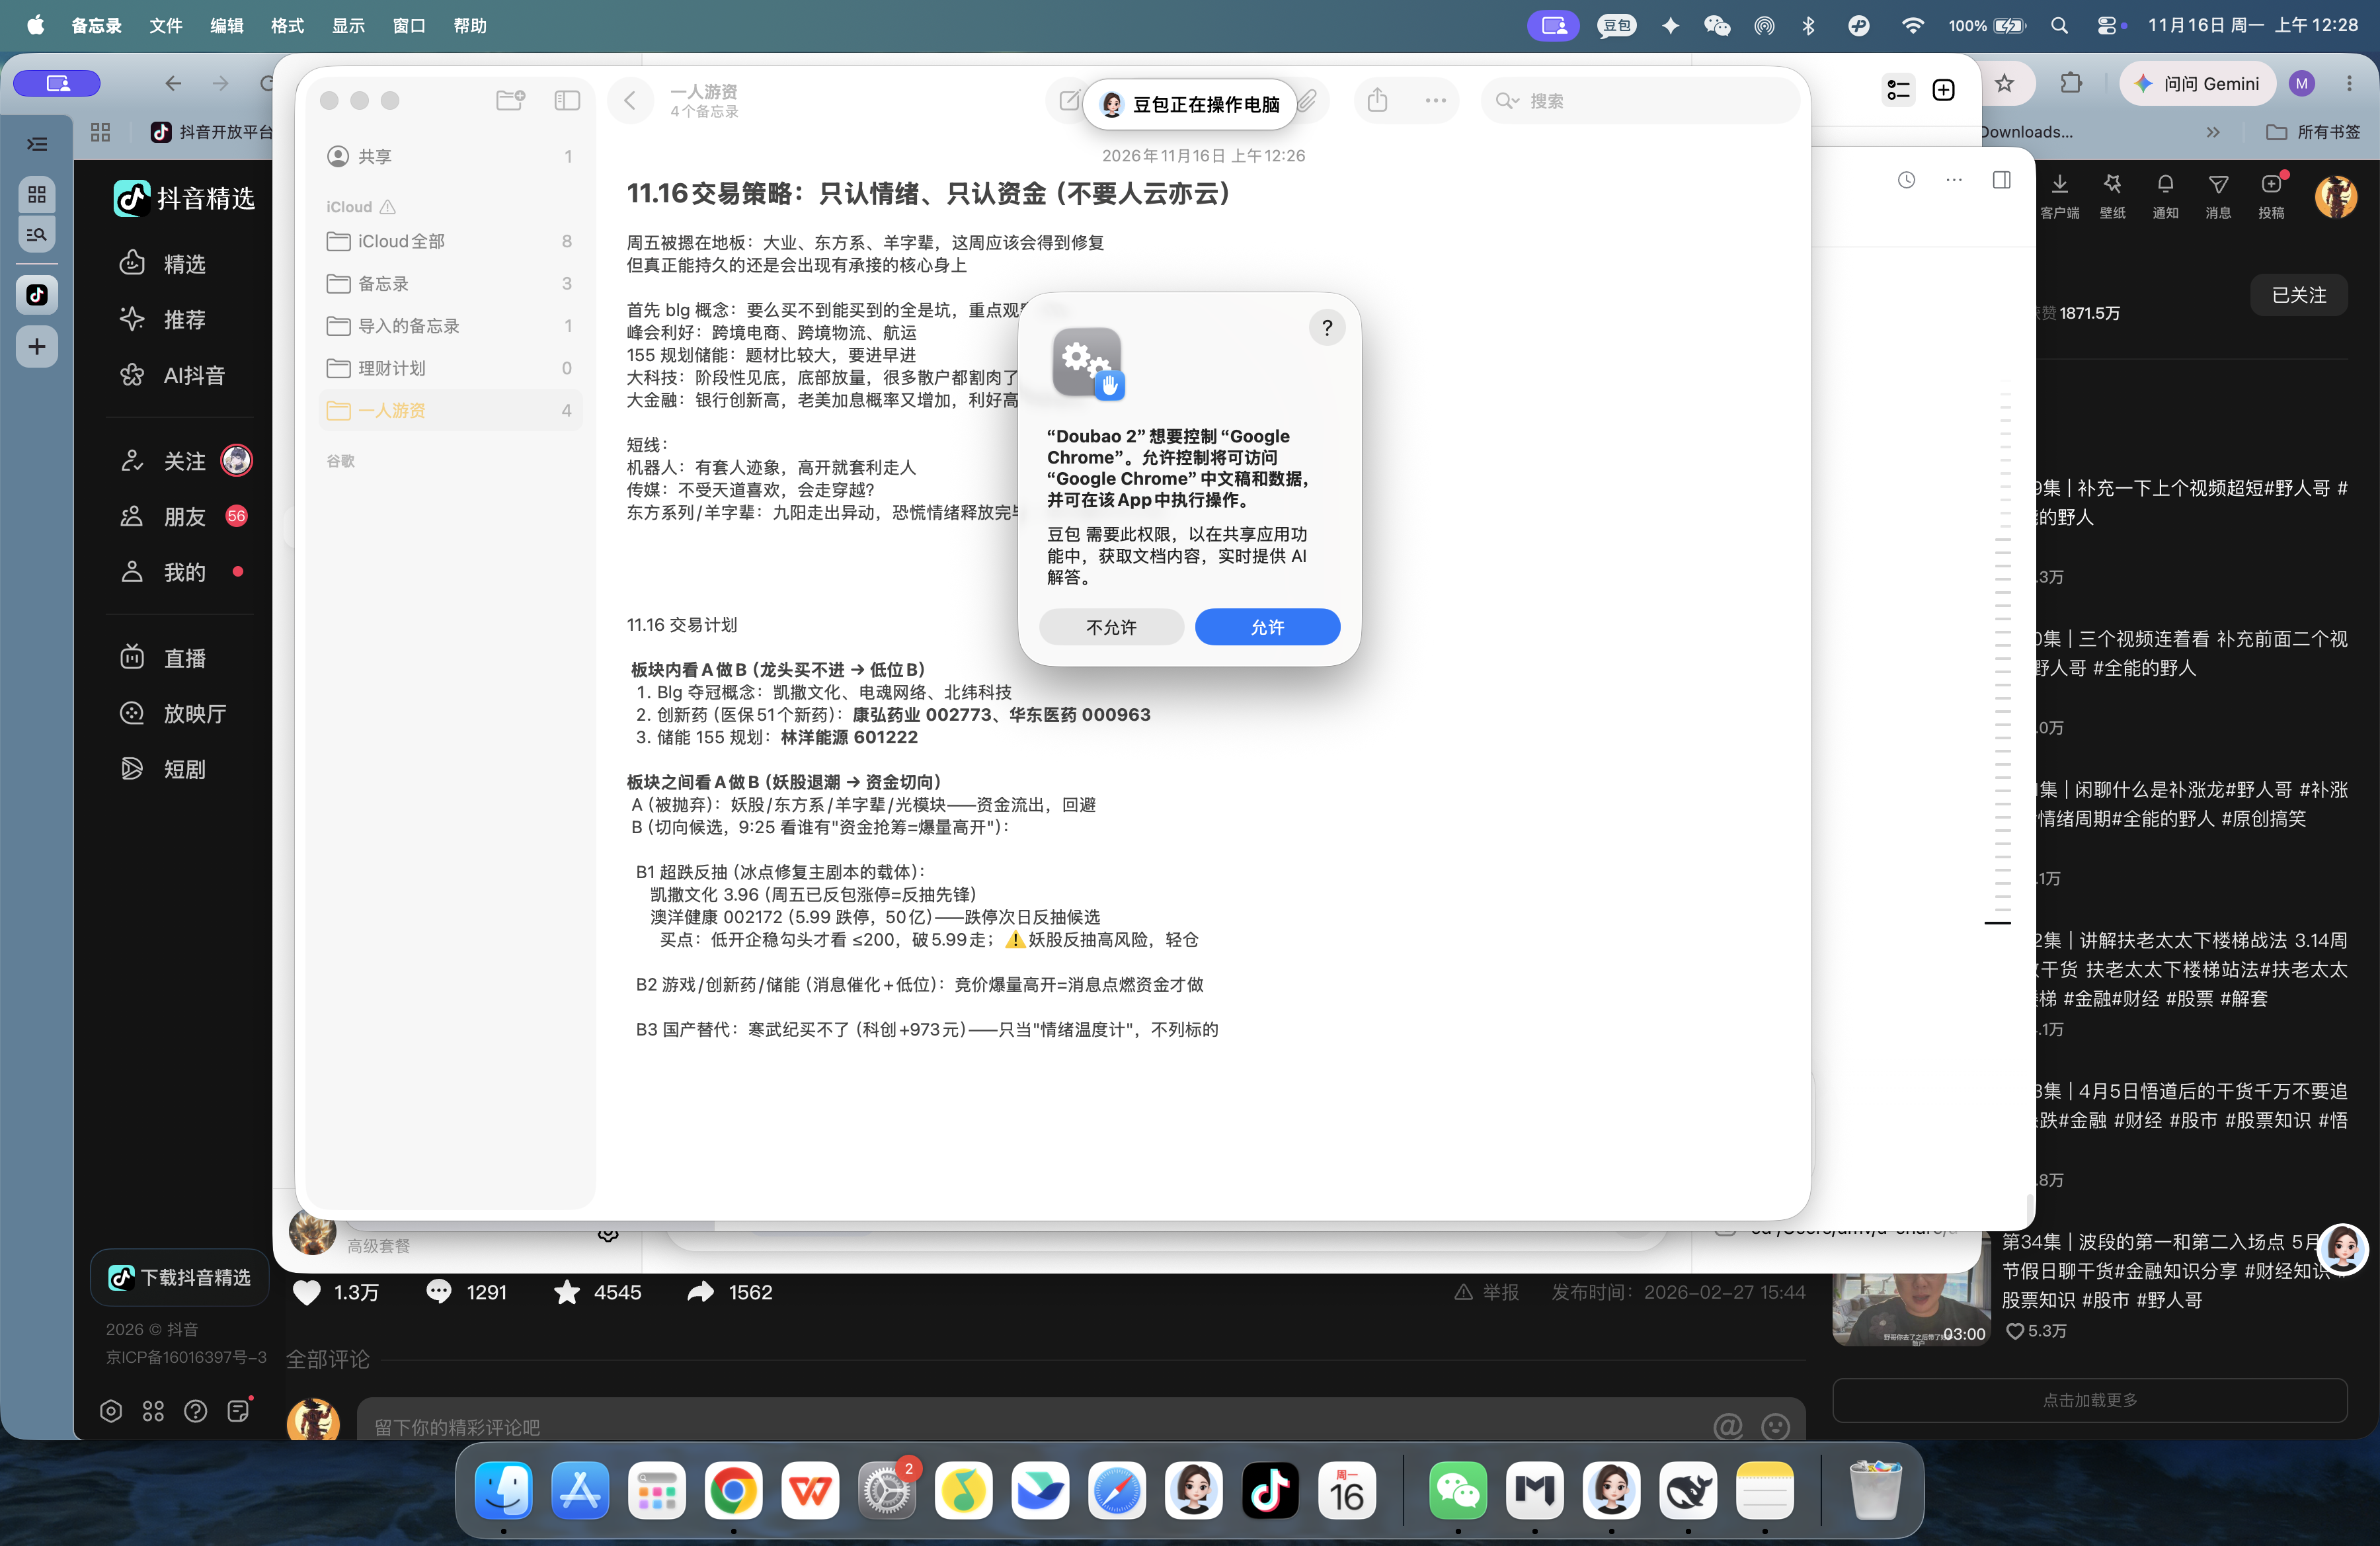 备忘录 文件 编辑 格式 显示 窗口 帮助
豆包
100%
11月16日 周一 上午 12:28
问问 Gemini
M
抖音开放平台
Downloads...
所有书签
抖音精选
精选
推荐
AI抖音
关注
朋友 56
我的
直播
放映厅
短剧
下载抖音精选
2026 © 抖音
京ICP备16016397号-3
共享 1
iCloud
iCloud全部 8
备忘录 3
导入的备忘录 1
理财计划 0
一人游资 4
谷歌
一人游资
4个备忘录
豆包正在操作电脑
搜索
2026年11月16日 上午12:26
11.16交易策略：只认情绪、只认资金（不要人云亦云）
周五被摁在地板：大业、东方系、羊字辈，这周应该会得到修复
但真正能持久的还是会出现有承接的核心身上
首先 blg 概念：要么买不到能买到的全是坑，重点观
峰会利好：跨境电商、跨境物流、航运
155 规划储能：题材比较大，要进早进
大科技：阶段性见底，底部放量，很多散户都割肉了
大金融：银行创新高，老美加息概率又增加，利好高
短线：
机器人：有套人迹象，高开就套利走人
传媒：不受天道喜欢，会走穿越？
东方系列/羊字辈：九阳走出异动，恐慌情绪释放完
11.16 交易计划
板块内看A做B（龙头买不进 → 低位B）
1. Blg 夺冠概念：凯撒文化、电魂网络、北纬科技
2. 创新药（医保51个新药）：康弘药业 002773、华东医药 000963
3. 储能 155 规划：林洋能源 601222
板块之间看A做B（妖股退潮 → 资金切向）
A（被抛弃）：妖股/东方系/羊字辈/光模块——资金流出，回避
B（切向候选，9:25 看谁有"资金抢筹=爆量高开"）：
B1 超跌反抽（冰点修复主剧本的载体）：
凯撒文化 3.96（周五已反包涨停=反抽先锋）
澳洋健康 002172（5.99 跌停，50亿）——跌停次日反抽候选
买点：低开企稳勾头才看 ≤200，破5.99走；⚠️妖股反抽高风险，轻仓
B2 游戏/创新药/储能（消息催化+低位）：竞价爆量高开=消息点燃资金才做
B3 国产替代：寒武纪买不了（科创+973元）——只当"情绪温度计"，不列标的
?
“Doubao 2”想要控制“Google
Chrome”。允许控制将可访问
“Google Chrome”中文稿和数据，
并可在该App中执行操作。
豆包 需要此权限，以在共享应用功
能中，获取文档内容，实时提供 AI
解答。
不允许 允许
客户端 壁纸 通知 消息 投稿
赞 1871.5万
已关注
集 | 补充一下上个视频超短#野人哥 #
的野人
.3万
集 | 三个视频连着看 补充前面二个视
野人哥 #全能的野人
.0万
集 | 闲聊什么是补涨龙#野人哥 #补涨
情绪周期#全能的野人 #原创搞笑
.1万
2集 | 讲解扶老太太下楼梯战法 3.14周
干货 扶老太太下楼梯站法#扶老太太
梯 #金融#财经 #股票 #解套
.1万
3集 | 4月5日悟道后的干货千万不要追
跌#金融 #财经 #股市 #股票知识 #悟
.8万
第34集 | 波段的第一和第二入场点 5月
节假日聊干货#金融知识分享 #财经知识 #
股票知识 #股市 #野人哥
5.3万
03:00
点击加载更多
高级套餐
1.3万 1291 4545 1562
举报 发布时间：2026-02-27 15:44
全部评论
留下你的精彩评论吧
2
周一
16